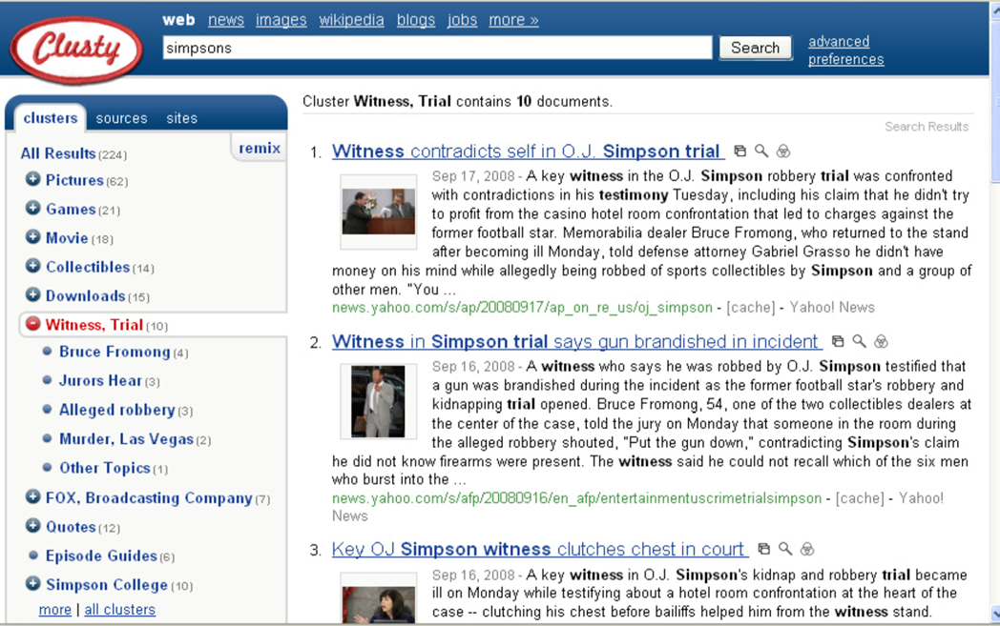 web news images wikipedia blogs jobs more »
Clusty
simpsons
Search
advanced
preferences
clusters sources sites
remix
All Results (224)
Pictures (62)
Games (21)
Movie (18)
Collectibles (14)
Downloads (15)
Witness, Trial (10)
Bruce Fromong (4)
Jurors Hear (3)
Alleged robbery (3)
Murder, Las Vegas (2)
Other Topics (1)
FOX, Broadcasting Company (7)
Quotes (12)
Episode Guides (6)
Simpson College (10)
more | all clusters
Cluster Witness, Trial contains 10 documents.
Search Results
1. Witness contradicts self in O.J. Simpson trial
Sep 17, 2008 - A key witness in the O.J. Simpson robbery trial was confronted
with contradictions in his testimony Tuesday, including his claim that he didn't try
to profit from the casino hotel room confrontation that led to charges against the
former football star. Memorabilia dealer Bruce Fromong, who returned to the stand
after becoming ill Monday, told defense attorney Gabriel Grasso he didn't have
money on his mind while allegedly being robbed of sports collectibles by Simpson and a group of
other men. "You ...
news.yahoo.com/s/ap/20080917/ap_on_re_us/oj_simpson - [cache] - Yahoo! News
2. Witness in Simpson trial says gun brandished in incident
Sep 16, 2008 - A witness who says he was robbed by O.J. Simpson testified that
a gun was brandished during the incident as the former football star's robbery and
kidnapping trial opened. Bruce Fromong, 54, one of the two collectibles dealers at
the center of the case, told the jury on Monday that someone in the room during
the alleged robbery shouted, "Put the gun down," contradicting Simpson's claim
he did not know firearms were present. The witness said he could not recall which of the six men
who burst into the ...
news.yahoo.com/s/afp/20080916/en_afp/entertainmentuscrimetrialsimpson - [cache] - Yahoo!
News
3. Key OJ Simpson witness clutches chest in court
Sep 16, 2008 - A key witness in O.J. Simpson's kidnap and robbery trial became
ill on Monday while testifying about a hotel room confrontation at the heart of the
case -- clutching his chest before bailiffs helped him from the witness stand.